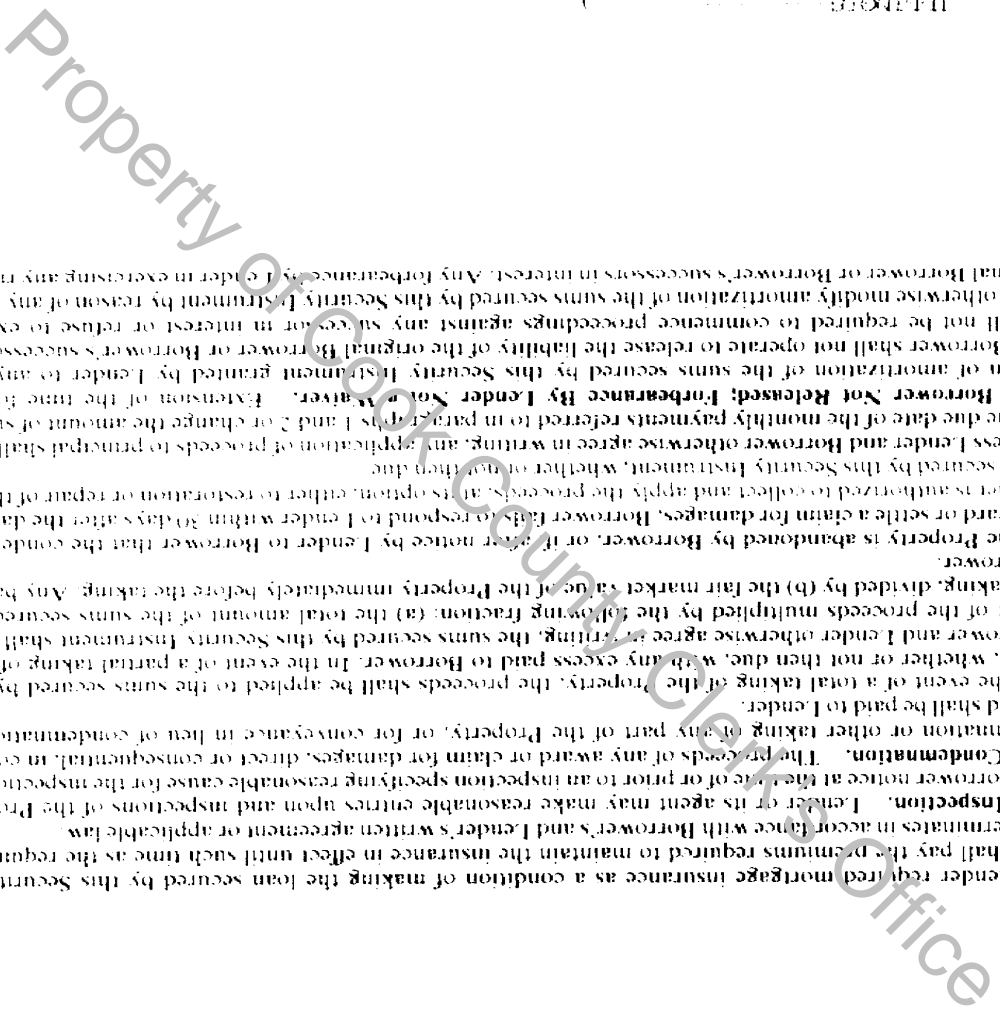 ender required mortgage insurance as a condition of making the loan secured by this Securit
hall pay the premiums required to maintain the insurance in effect until such time as the requir
erminates in accordance with Borrower's and Lender's written agreement or applicable law.
Inspection. Lender or its agent may make reasonable entries upon and inspections of the Pro
orrower notice at the time of or prior to an inspection specifying reasonable cause for the inspectio
Condemnation. The proceeds of any award or claim for damages, direct or consequential, in co
mnation or other taking of any part of the Property, or for conveyance in lieu of condemnatio
d shall be paid to Lender.
he event of a total taking of the Property, the proceeds shall be applied to the sums secured by
, whether or not then due, with any excess paid to Borrower. In the event of a partial taking of
ower and Lender otherwise agree in writing, the sums secured by this Security Instrument shall
t of the proceeds multiplied by the following fraction: (a) the total amount of the sums secured
aking, divided by (b) the fair market value of the Property immediately before the taking. Any ba
rower.
he Property is abandoned by Borrower, or if, after notice by Lender to Borrower that the conde
ard or settle a claim for damages, Borrower fails to respond to Lender within 30 days after the da
er is authorized to collect and apply the proceeds, at its option, either to restoration or repair of th
secured by this Security Instrument, whether or not then due.
ess Lender and Borrower otherwise agree in writing, any application of proceeds to principal shall
he due date of the monthly payments referred to in paragraphs 1 and 2 or change the amount of su
Borrower Not Released; Forbearance By Lender Not a Waiver. Extension of the time f
n of amortization of the sums secured by this Security Instrument granted by Lender to any
Borrower shall not operate to release the liability of the original Borrower or Borrower's successo
ll not be required to commence proceedings against any successor in interest or refuse to ex
otherwise modify amortization of the sums secured by this Security Instrument by reason of any
nal Borrower or Borrower's successors in interest. Any forbearance by Lender in exercising any ri
Property of Cook County Clerk's Office